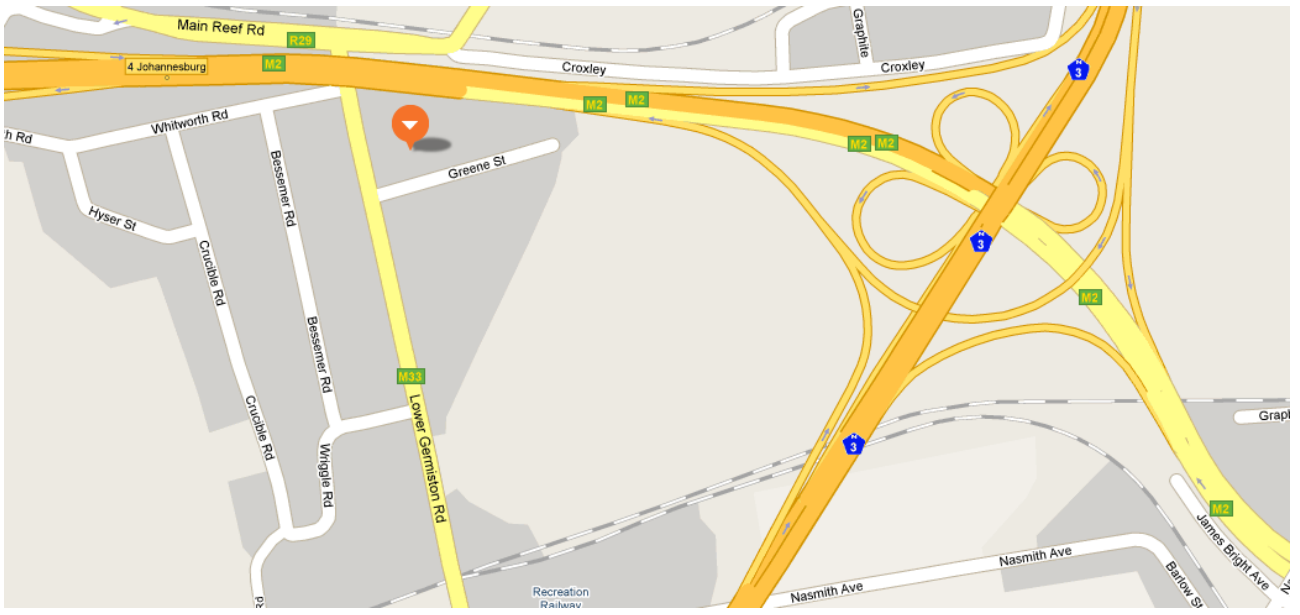 Main Reef Rd
R29
4 Johannesburg
M2
Croxley
Graphite
Croxley
N
3
M2
M2
M2
M2
th Rd
Whitworth Rd
Greene St
Bessemer Rd
Hyser St
Crucible Rd
N
3
M2
Bessemer Rd
M33
Lower Germiston Rd
Crucible Rd
Wriggle Rd
Grap
N
3
M2
James Bright Ave
Nasmith Ave
Nasmith Ave
Barlow St
Recreation
Railway